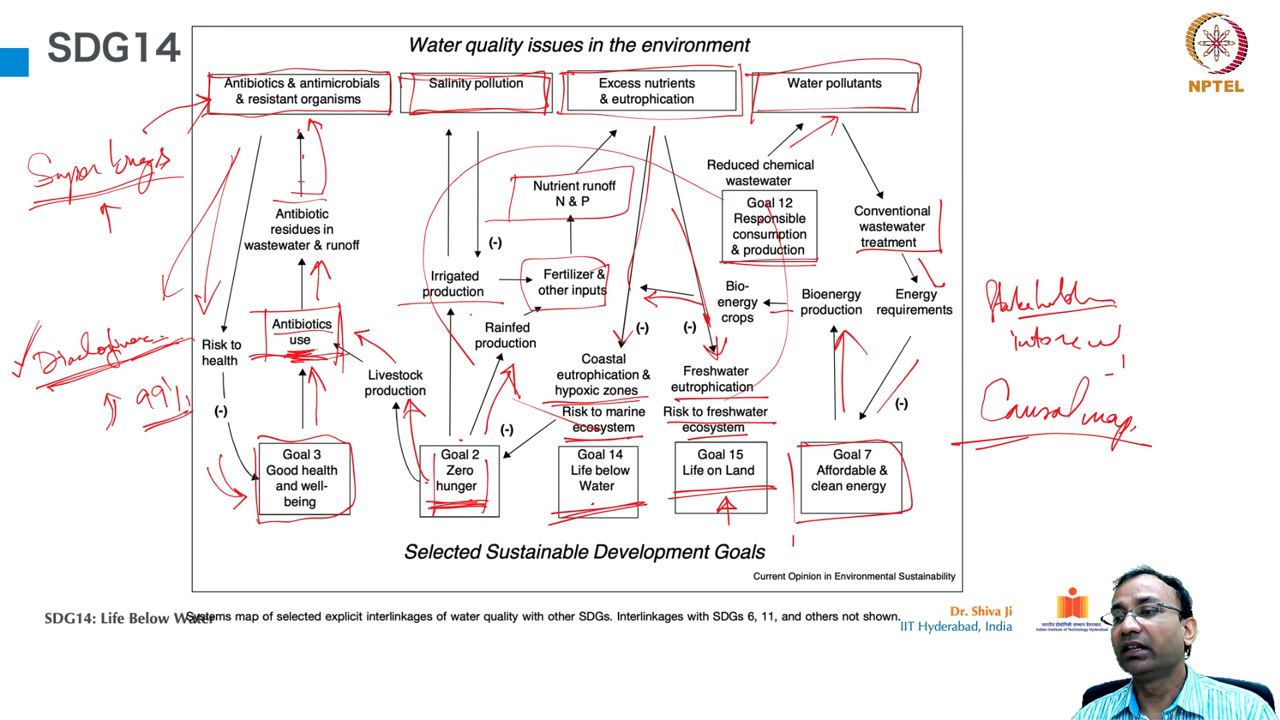 SDG14
Water quality issues in the environment
NPTEL
Antibiotics & antimicrobials
& resistant organisms
Salinity pollution
Excess nutrients
& eutrophication
Water pollutants
Super
Reduced chemical
wastewater
Nutrient runoff
N & P
Goal 12
Responsible
consumption
& production
Conventional
wastewater
treatment
Antibiotic
residues in
wastewater & runoff
(-)
Irrigated
production
Fertilizer &
other inputs
Bio-
energy
crops
Bioenergy
production
Energy
requirements
Antibiotics
use
Rainfed
production
(-)
(-)
Risk to
health
Livestock
production
Coastal
eutrophication &
hypoxic zones
Freshwater
eutrophication
99%
(-)
(-)
(-)
Risk to marine
ecosystem
Risk to freshwater
ecosystem
Causal map
Goal 3
Good health
and well-
being
Goal 2
Zero
hunger
Goal 14
Life below
Water
Goal 15
Life on Land
Goal 7
Affordable &
clean energy
Selected Sustainable Development Goals
Current Opinion in Environmental Sustainability
SDG14: Life Below Water
Systems map of selected explicit interlinkages of water quality with other SDGs. Interlinkages with SDGs 6, 11, and others not shown.
Dr. Shiva Ji
IIT Hyderabad, India